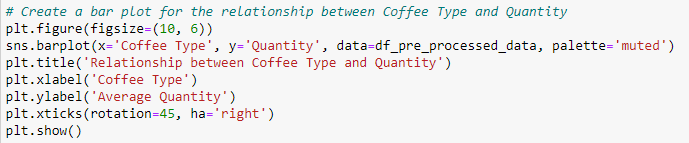 # Create a bar plot for the relationship between Coffee Type and Quantity
plt.figure(figsize=(10, 6))
sns.barplot(x='Coffee Type', y='Quantity', data=df_pre_processed_data, palette='muted')
plt.title('Relationship between Coffee Type and Quantity')
plt.xlabel('Coffee Type')
plt.ylabel('Average Quantity')
plt.xticks(rotation=45, ha='right')
plt.show()